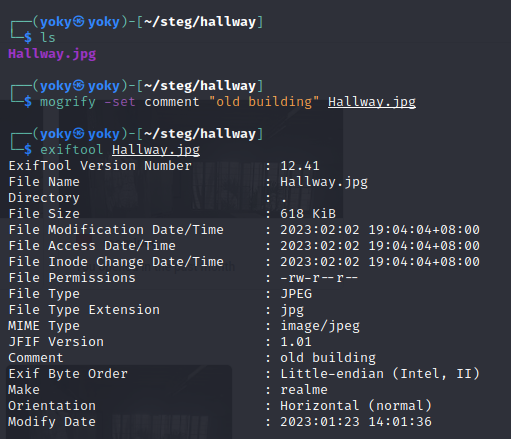 ┌──(yoky㉿yoky)-[~/steg/hallway]
└─$ ls
Hallway.jpg
┌──(yoky㉿yoky)-[~/steg/hallway]
└─$ mogrify -set comment "old building" Hallway.jpg
┌──(yoky㉿yoky)-[~/steg/hallway]
└─$ exiftool Hallway.jpg
ExifTool Version Number : 12.41
File Name : Hallway.jpg
Directory : .
File Size : 618 KiB
File Modification Date/Time : 2023:02:02 19:04:04+08:00
File Access Date/Time : 2023:02:02 19:04:04+08:00
File Inode Change Date/Time : 2023:02:02 19:04:04+08:00
File Permissions : -rw-r--r--
File Type : JPEG
File Type Extension : jpg
MIME Type : image/jpeg
JFIF Version : 1.01
Comment : old building
Exif Byte Order : Little-endian (Intel, II)
Make : realme
Orientation : Horizontal (normal)
Modify Date : 2023:01:23 14:01:36